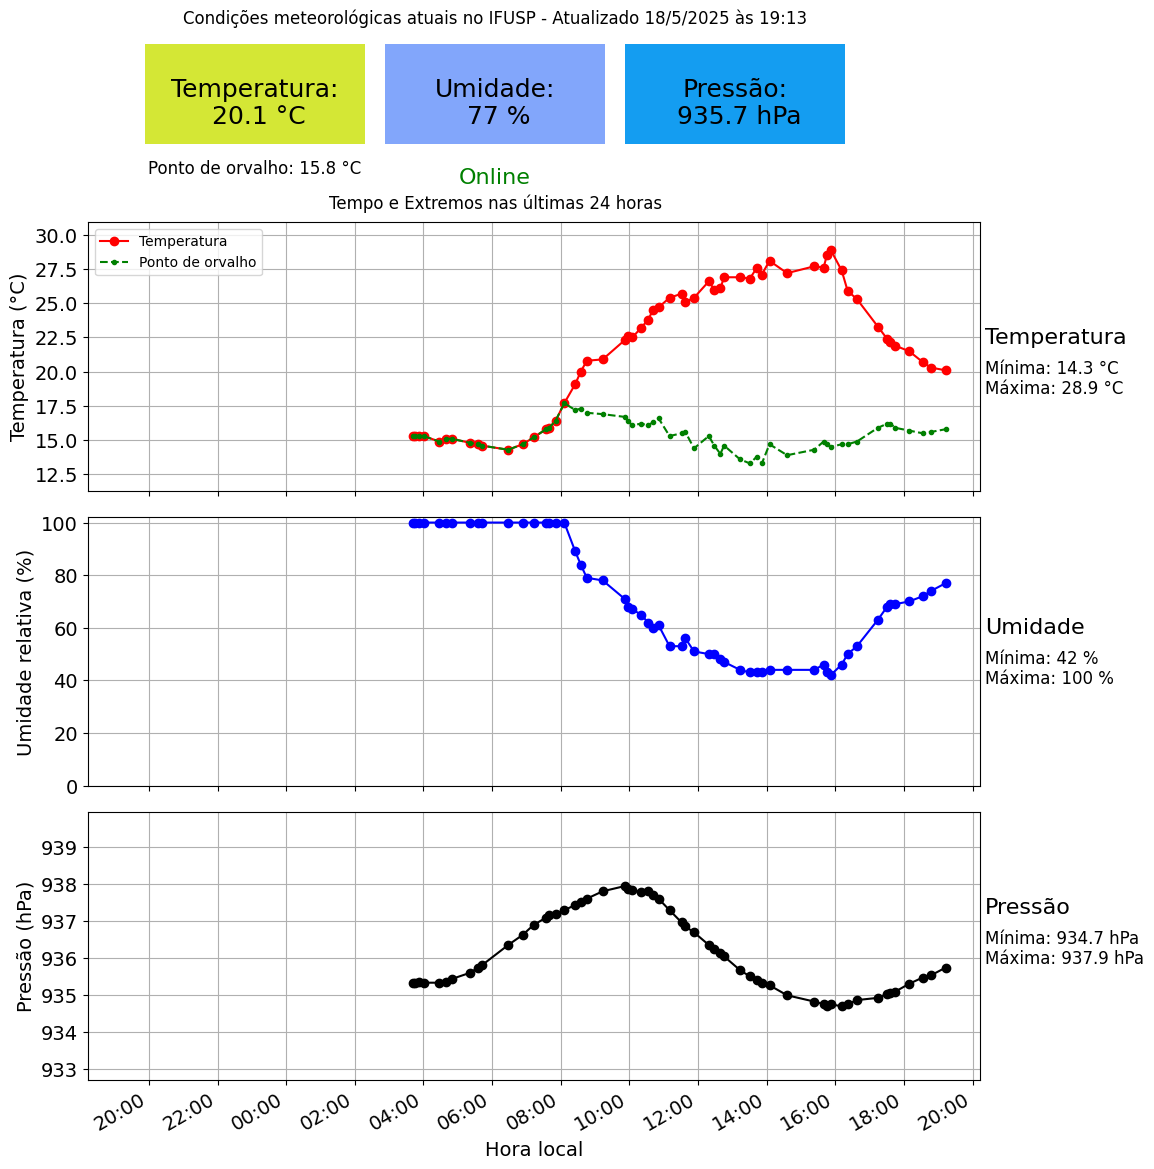 Condições meteorológicas atuais no IFUSP - Atualizado 18/5/2025 às 19:13
Temperatura:
20.1 °C
Umidade:
77 %
Pressão:
935.7 hPa
Ponto de orvalho: 15.8 °C
Online
Tempo e Extremos nas últimas 24 horas
Temperatura (°C)
30.0
27.5
25.0
22.5
20.0
17.5
15.0
12.5
Temperatura
Ponto de orvalho
Temperatura
Mínima: 14.3 °C
Máxima: 28.9 °C
Umidade relativa (%)
100
80
60
40
20
0
Umidade
Mínima: 42 %
Máxima: 100 %
Pressão (hPa)
939
938
937
936
935
934
933
Pressão
Mínima: 934.7 hPa
Máxima: 937.9 hPa
20:00
22:00
00:00
02:00
04:00
06:00
08:00
10:00
12:00
14:00
16:00
18:00
20:00
Hora local